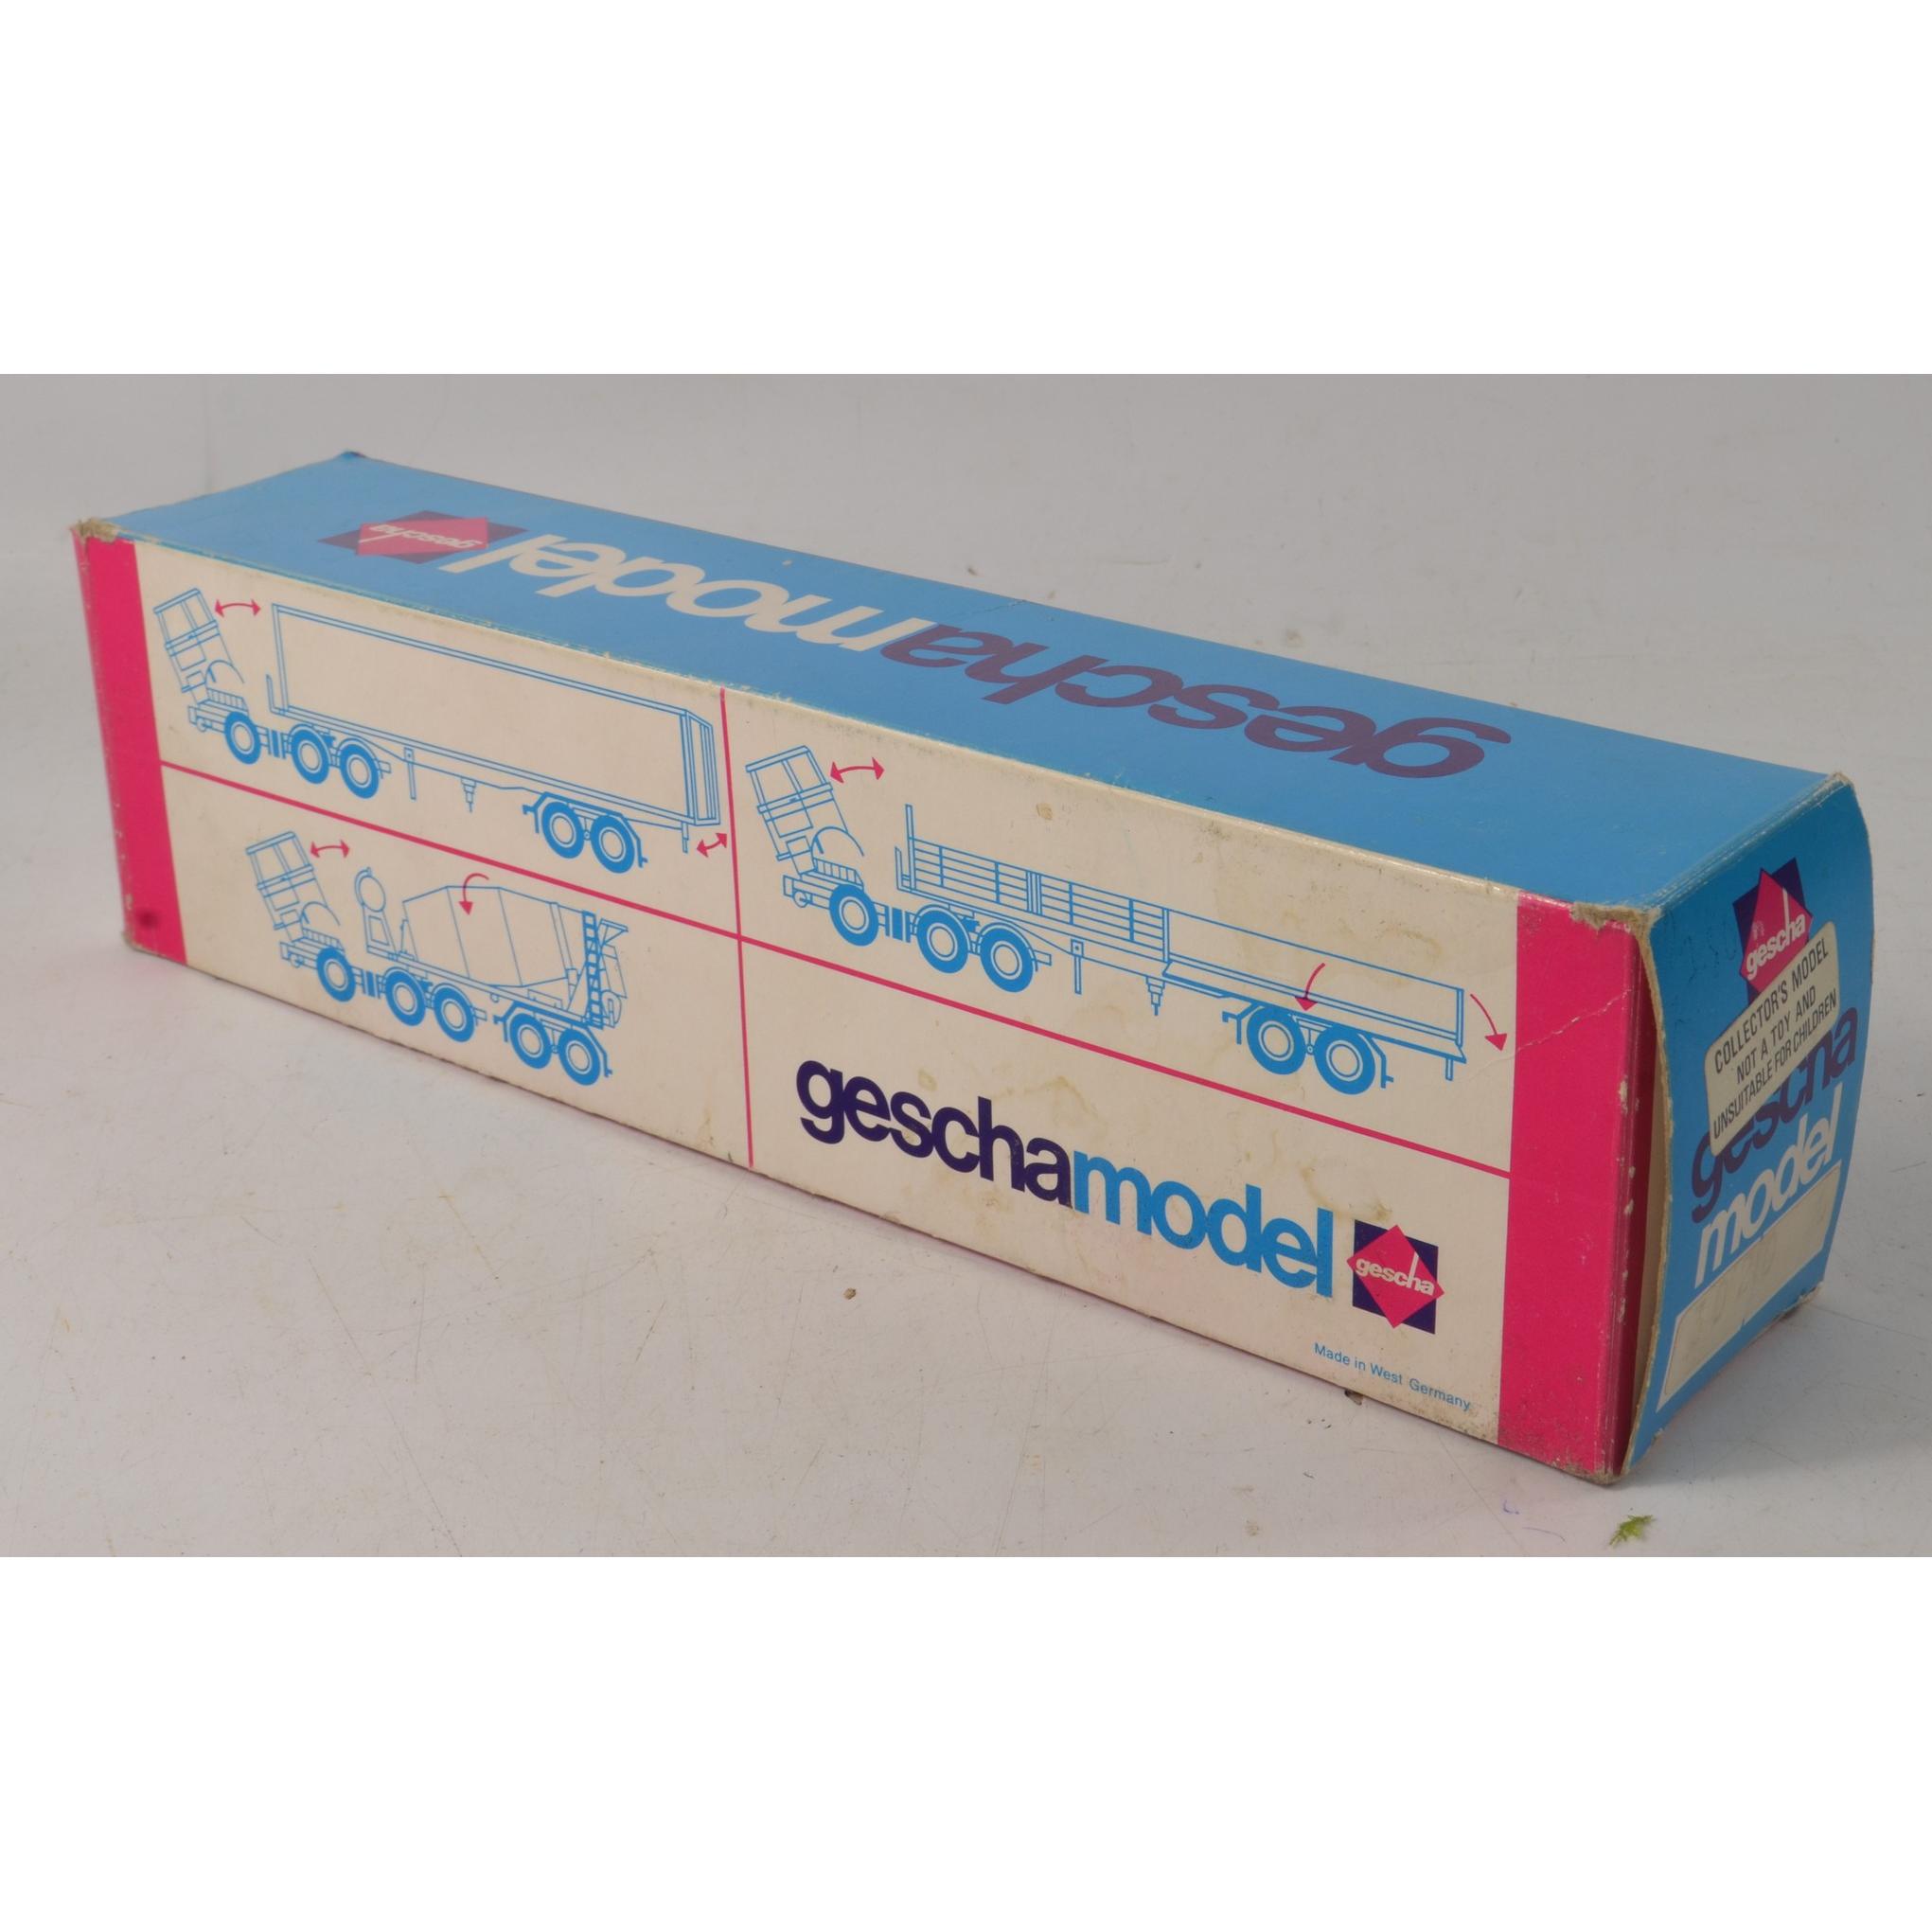 geschamodel
gescha
geschamodel
gescha
Made in West Germany
gescha
COLLECTOR'S MODEL
NOT A TOY AND
UNSUITABLE FOR CHILDREN
gescha
model